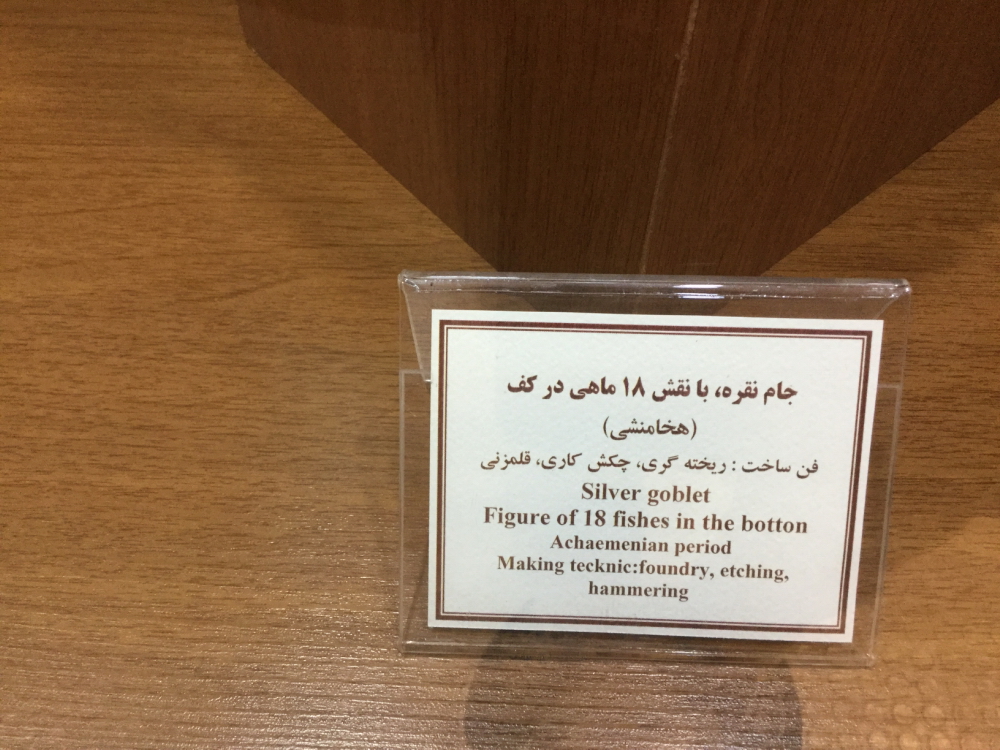 جام نقره، با نقش ۱۸ ماهی در کف
(هخامنشی)
فن ساخت : ریخته گری، چکش کاری، قلمزنی
Silver goblet
Figure of 18 fishes in the botton
Achaemenian period
Making tecknic:foundry, etching,
hammering